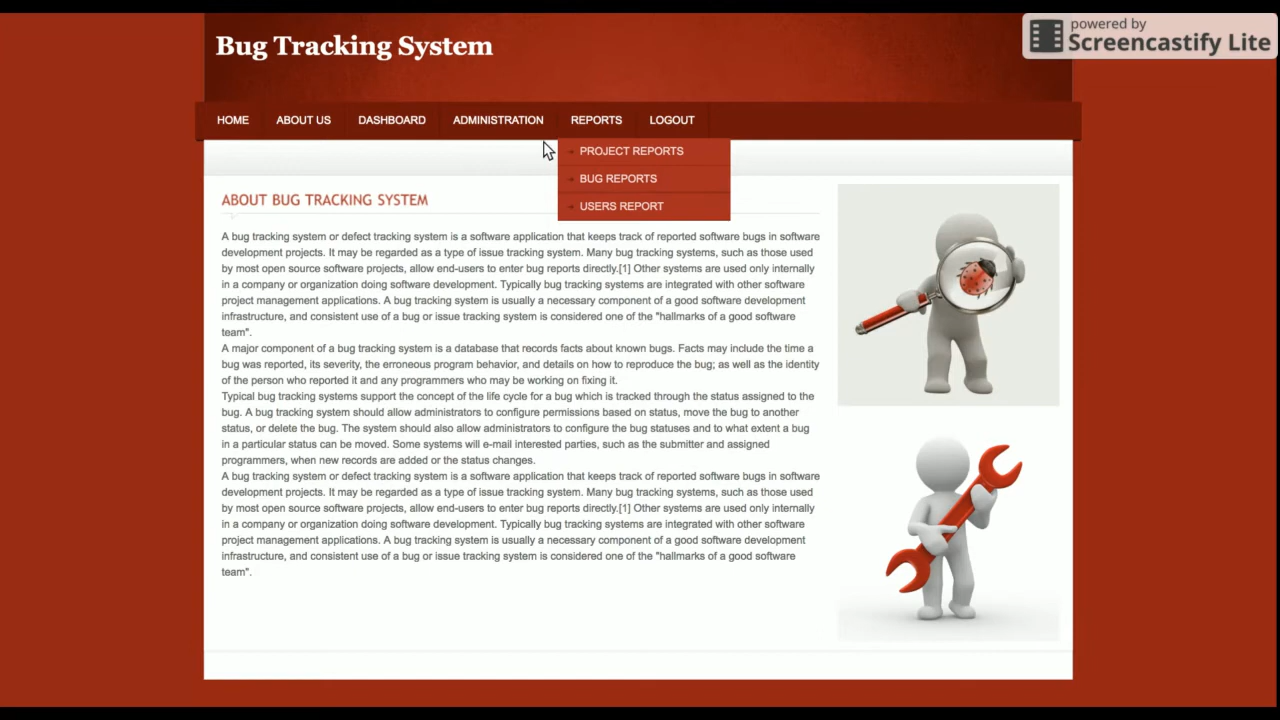 powered by
Screencastify Lite
Bug Tracking System
HOME ABOUT US DASHBOARD ADMINISTRATION REPORTS LOGOUT
PROJECT REPORTS
BUG REPORTS
USERS REPORT
ABOUT BUG TRACKING SYSTEM
A bug tracking system or defect tracking system is a software application that keeps track of reported software bugs in software
development projects. It may be regarded as a type of issue tracking system. Many bug tracking systems, such as those used
by most open source software projects, allow end-users to enter bug reports directly.[1] Other systems are used only internally
in a company or organization doing software development. Typically bug tracking systems are integrated with other software
project management applications. A bug tracking system is usually a necessary component of a good software development
infrastructure, and consistent use of a bug or issue tracking system is considered one of the "hallmarks of a good software
team".
A major component of a bug tracking system is a database that records facts about known bugs. Facts may include the time a
bug was reported, its severity, the erroneous program behavior, and details on how to reproduce the bug; as well as the identity
of the person who reported it and any programmers who may be working on fixing it.
Typical bug tracking systems support the concept of the life cycle for a bug which is tracked through the status assigned to the
bug. A bug tracking system should allow administrators to configure permissions based on status, move the bug to another
status, or delete the bug. The system should also allow administrators to configure the bug statuses and to what extent a bug
in a particular status can be moved. Some systems will e-mail interested parties, such as the submitter and assigned
programmers, when new records are added or the status changes.
A bug tracking system or defect tracking system is a software application that keeps track of reported software bugs in software
development projects. It may be regarded as a type of issue tracking system. Many bug tracking systems, such as those used
by most open source software projects, allow end-users to enter bug reports directly.[1] Other systems are used only internally
in a company or organization doing software development. Typically bug tracking systems are integrated with other software
project management applications. A bug tracking system is usually a necessary component of a good software development
infrastructure, and consistent use of a bug or issue tracking system is considered one of the "hallmarks of a good software
team".